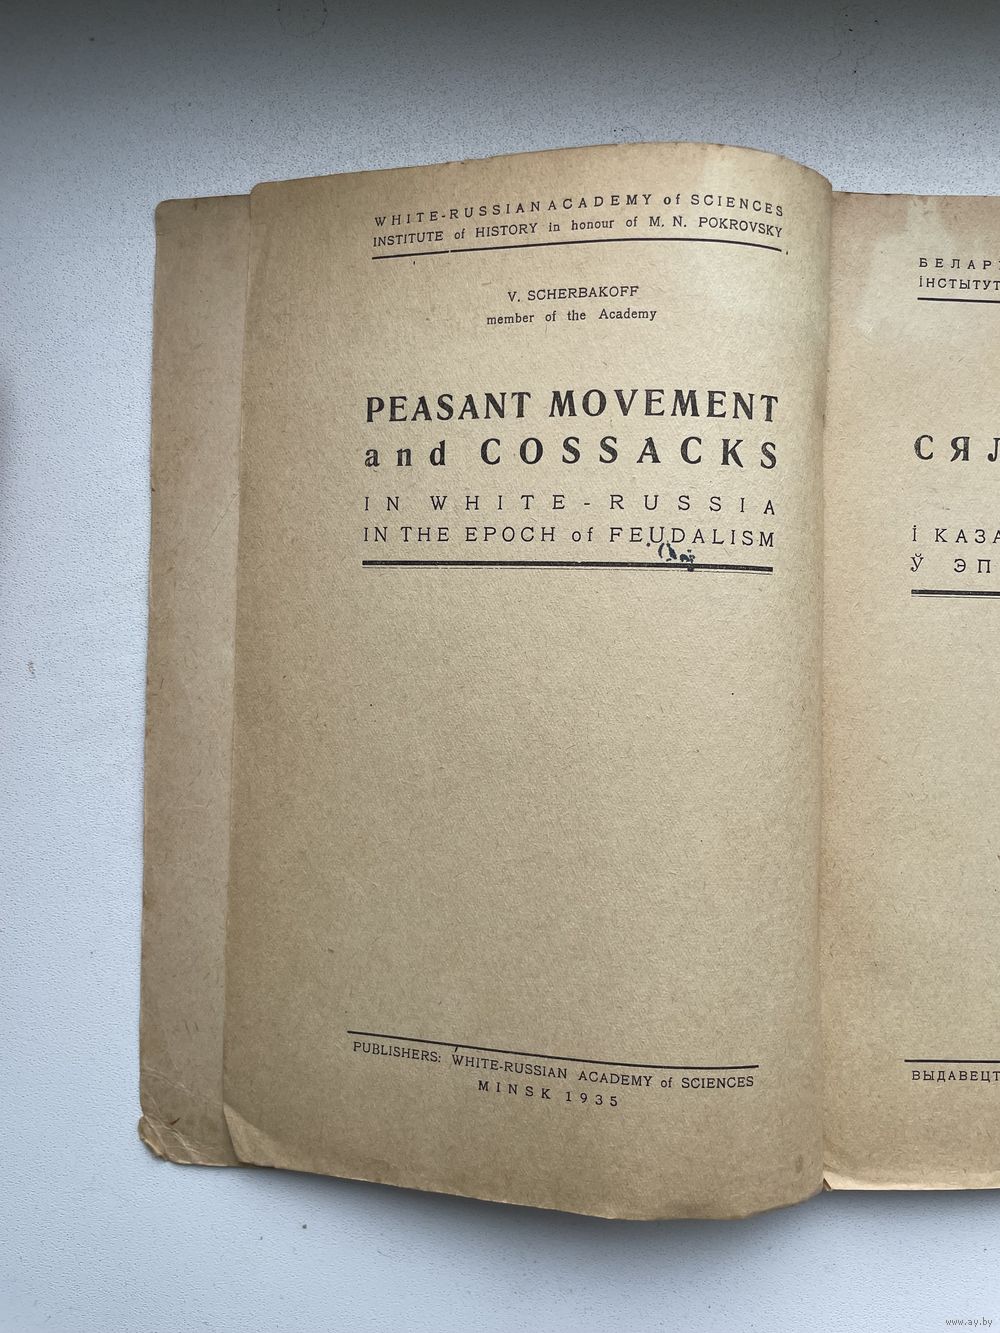 WHITE-RUSSIAN ACADEMY of SCIENCES
INSTITUTE of HISTORY in honour of M. N. POKROVSKY
V. SCHERBAKOFF
member of the Academy
PEASANT MOVEMENT
and COSSACKS
IN WHITE-RUSSIA
IN THE EPOCH of FEUDALISM
PUBLISHERS: WHITE-RUSSIAN ACADEMY of SCIENCES
MINSK 1935
БЕЛАР
ІНСТЫТУТ
СЯЛ
І КАЗА
Ў ЭП
ВЫДАВЕЦТ
www.ay.by